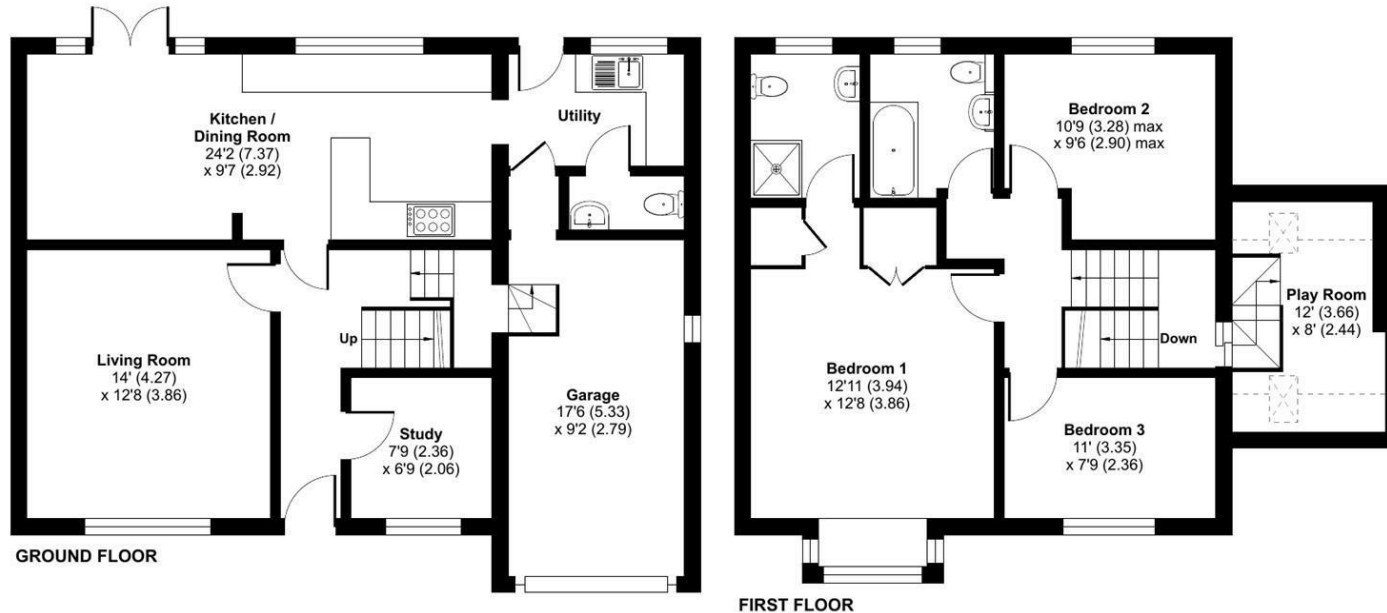 Kitchen /
Dining Room
24'2 (7.37)
x 9'7 (2.92)
Utility
Living Room
14' (4.27)
x 12'8 (3.86)
Up
Study
7'9 (2.36)
x 6'9 (2.06)
Garage
17'6 (5.33)
x 9'2 (2.79)
GROUND FLOOR
Bedroom 2
10'9 (3.28) max
x 9'6 (2.90) max
Play Room
12' (3.66)
x 8' (2.44)
Down
Bedroom 1
12'11 (3.94)
x 12'8 (3.86)
Bedroom 3
11' (3.35)
x 7'9 (2.36)
FIRST FLOOR